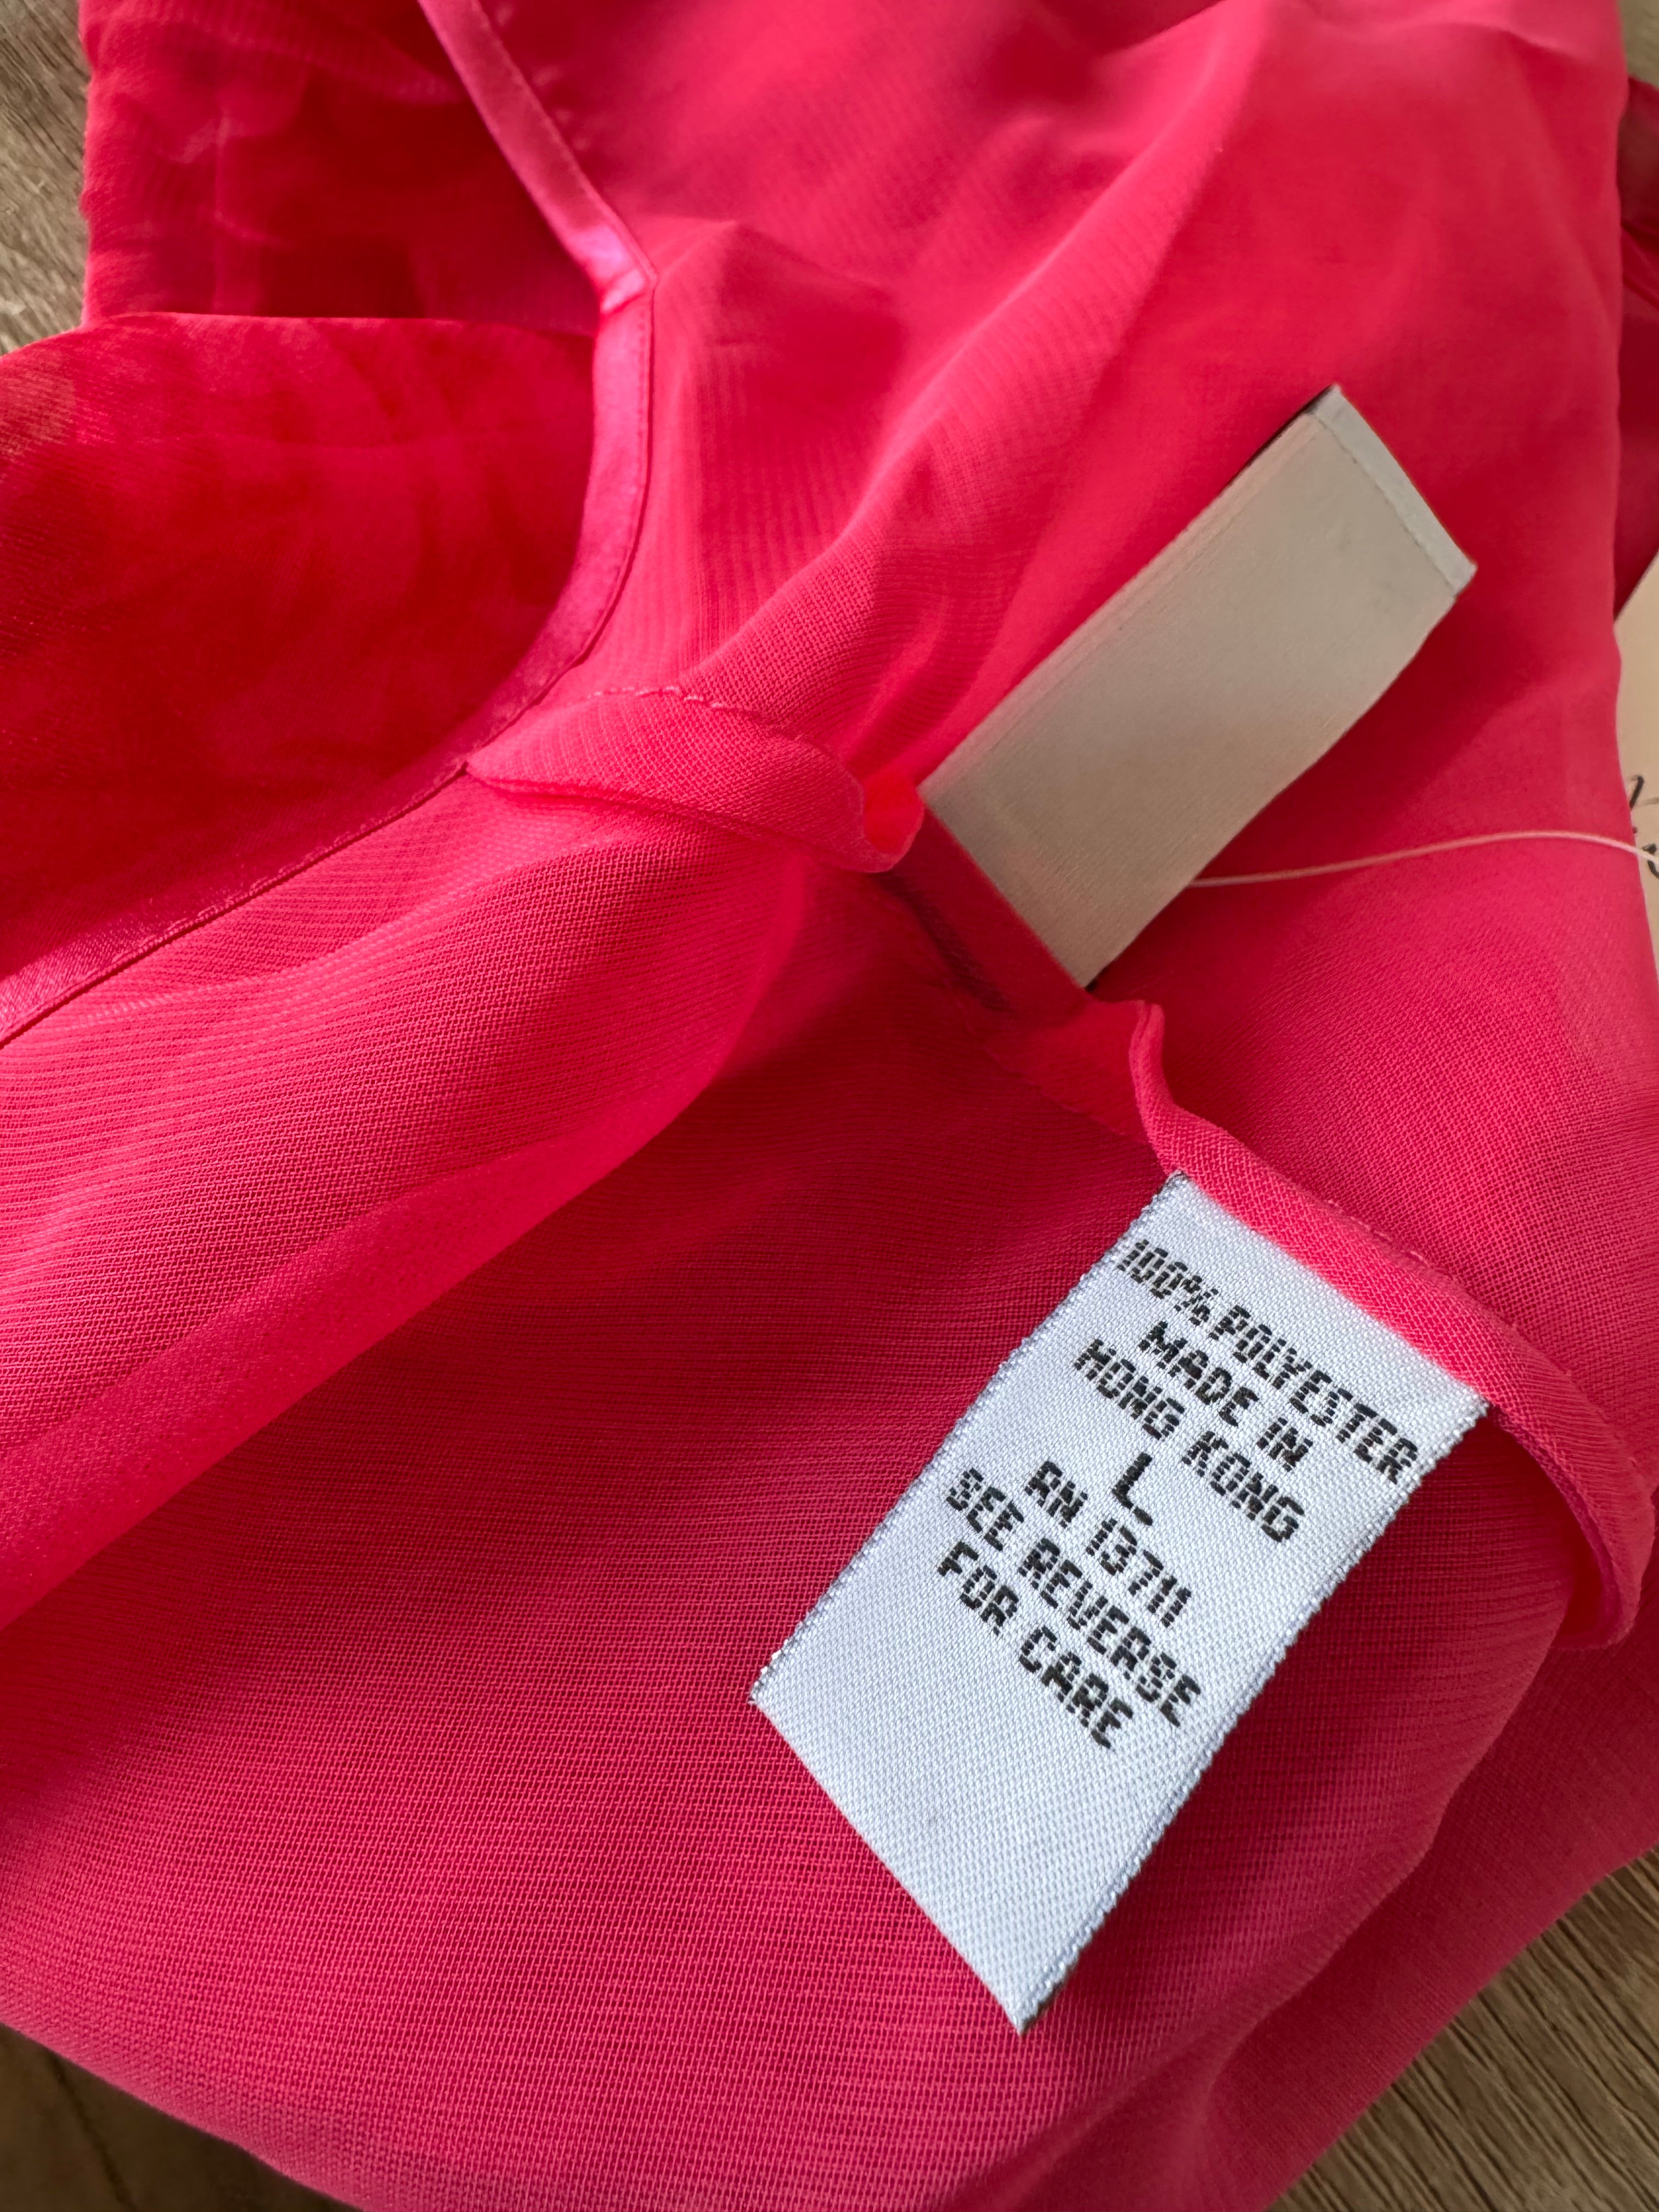 100% POLYESTER
MADE IN
HONG KONG
L
RN 13711
SEE REVERSE
FOR CARE